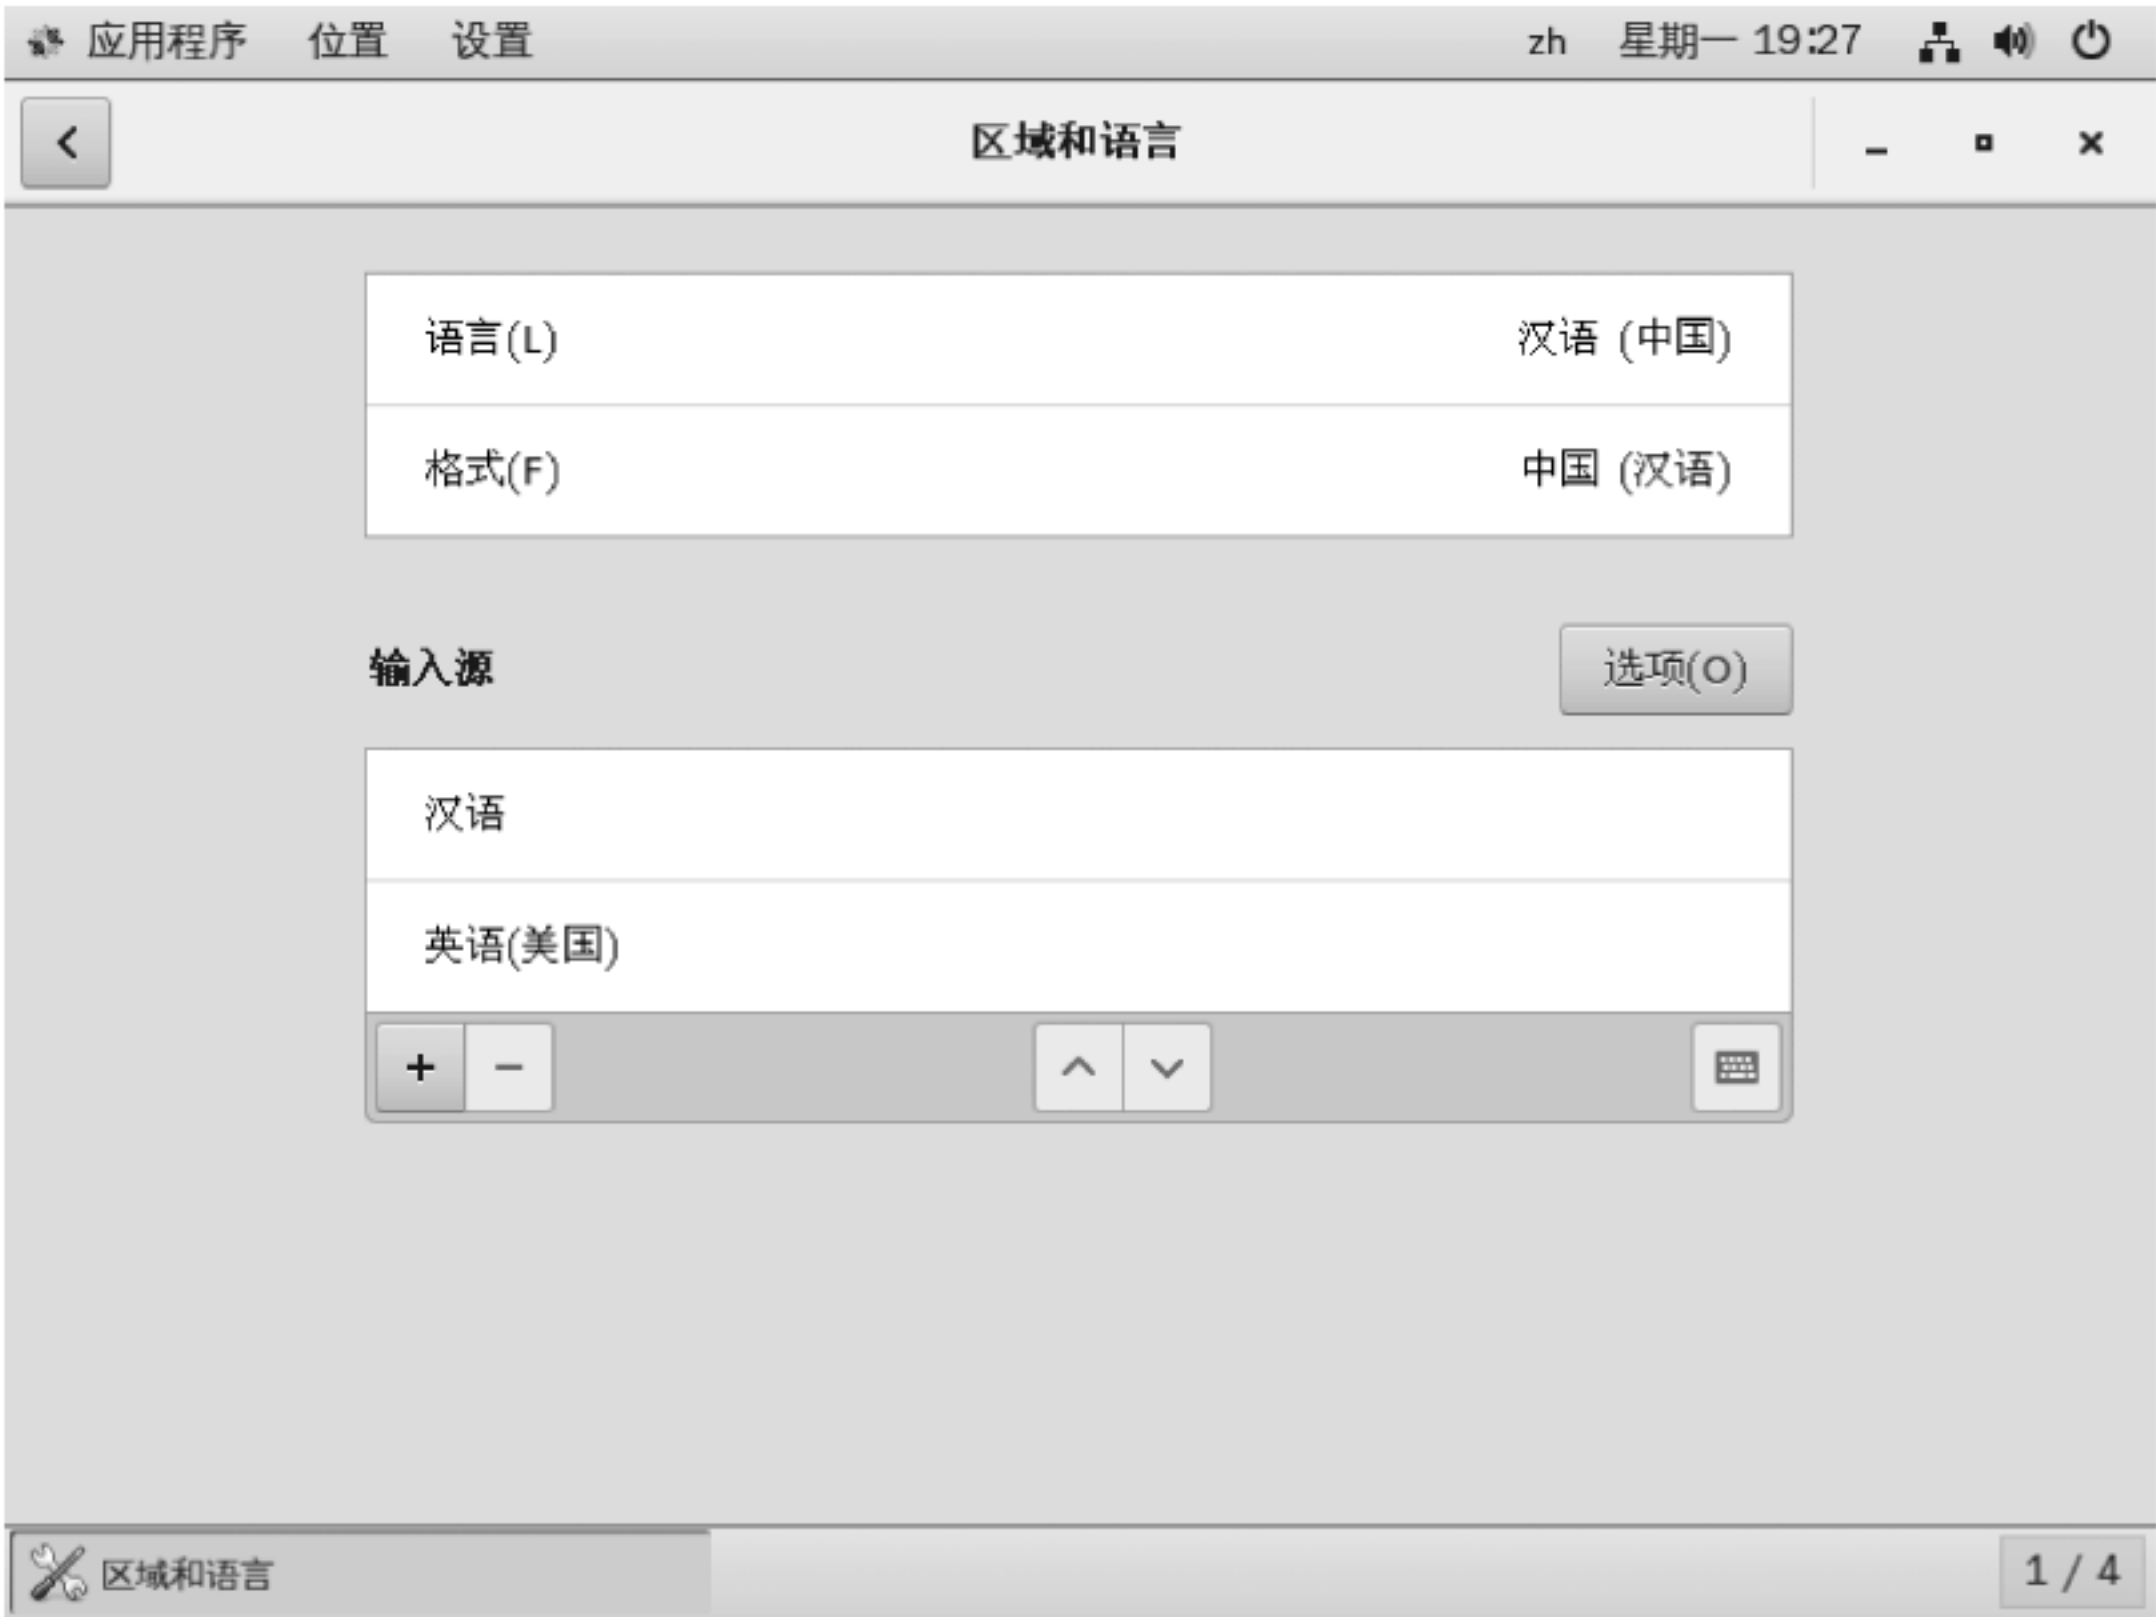 应用程序 位置 设置 zh 星期一 19:27
区域和语言
语言(L) 汉语 (中国)
格式(F) 中国 (汉语)
输入源 选项(O)
汉语
英语(美国)
区域和语言 1 / 4